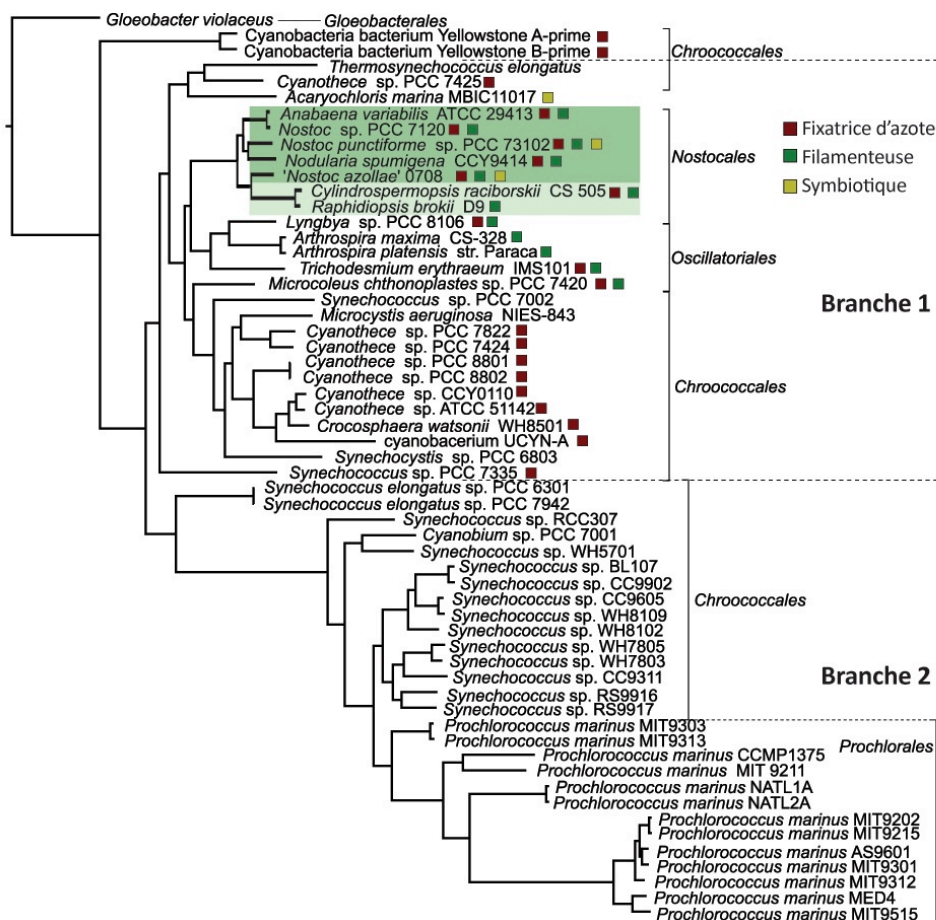 Gloeobacter violaceus Gloeobacterales
Cyanobacteria bacterium Yellowstone A-prime
Cyanobacteria bacterium Yellowstone B-prime
Chroococcales
Thermosynechococus elongatus
Cyanothece sp. PCC 7425
Acaryochloris marina MBIC11017
Anabaena variabilis ATCC 29413
Nostoc sp. PCC 7120
Nostoc punctiforme sp. PCC 73102
Nodularia spumigena CCY9414
'Nostoc azollae' 0708
Cylindrospermopsis raciborskii CS 505
Raphidiopsis brokii D9
Nostocales
Fixatrice d'azote
Filamenteuse
Symbiotique
Lyngbya sp. PCC 8106
Arthrospira maxima CS-328
Arthrospira platensis str. Paraca
Trichodesmium erythraeum IMS101
Oscillatoriales
Microcoleus chthonoplastes sp. PCC 7420
Synechococcus sp. PCC 7002
Branche 1
Microcystis aeruginosa NIES-843
Cyanothece sp. PCC 7822
Cyanothece sp. PCC 7424
Cyanothece sp. PCC 8801
Cyanothece sp. PCC 8802
Cyanothece sp. CCY0110
Cyanothece sp. ATCC 51142
Crocosphaera watsonii WH8501
cyanobacerium UCYN-A
Synechocystis sp. PCC 6803
Synechococcus sp. PCC 7335
Chroococcales
Synechococcus elongatus sp. PCC 6301
Synechococcus elongatus sp. PCC 7942
Synechococcus sp. RCC307
Cyanobium sp. PCC 7001
Synechococcus sp. WH5701
Synechococcus sp. BL107
Synechococcus sp. CC9902
Synechococcus sp. CC9605
Synechococcus sp. WH8109
Synechococcus sp. WH8102
Synechococcus sp. WH7805
Synechococcus sp. WH7803
Synechococcus sp. CC9311
Synechococcus sp. RS9916
Synechococcus sp. RS9917
Chroococcales
Branche 2
Prochlorococcus marinus MIT9303
Prochlorococcus marinus MIT9313
Prochlorales
Prochlorococcus marinus CCMP1375
Prochlorococcus marinus MIT 9211
Prochlorococcus marinus NATL1A
Prochlorococcus marinus NATL2A
Prochlorococcus marinus MIT9202
Prochlorococcus marinus MIT9215
Prochlorococcus marinus AS9601
Prochlorococcus marinus MIT9301
Prochlorococcus marinus MIT9312
Prochlorococcus marinus MED4
Prochlorococcus marinus MIT9515